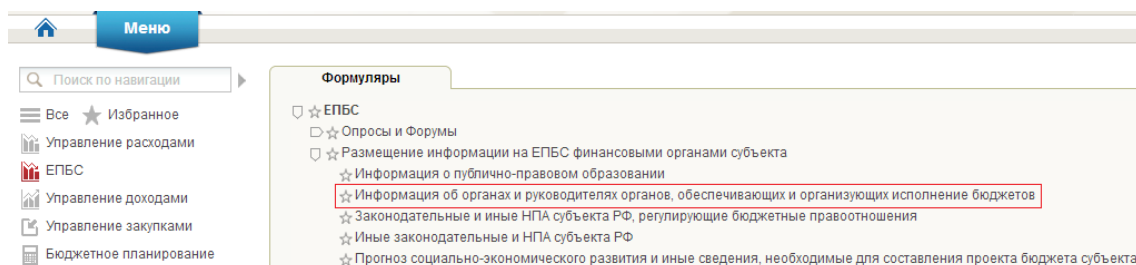 Меню
Поиск по навигации
Все Избранное
Управление расходами
ЕПБС
Управление доходами
Управление закупками
Бюджетное планирование
Формуляры
ЕПБС
Опросы и Форумы
Размещение информации на ЕПБС финансовыми органами субъекта
Информация о публично-правовом образовании
Информация об органах и руководителях органов, обеспечивающих и организующих исполнение бюджетов
Законодательные и иные НПА субъекта РФ, регулирующие бюджетные правоотношения
Иные законодательные и НПА субъекта РФ
Прогноз социально-экономического развития и иные сведения, необходимые для составления проекта бюджета субъекта